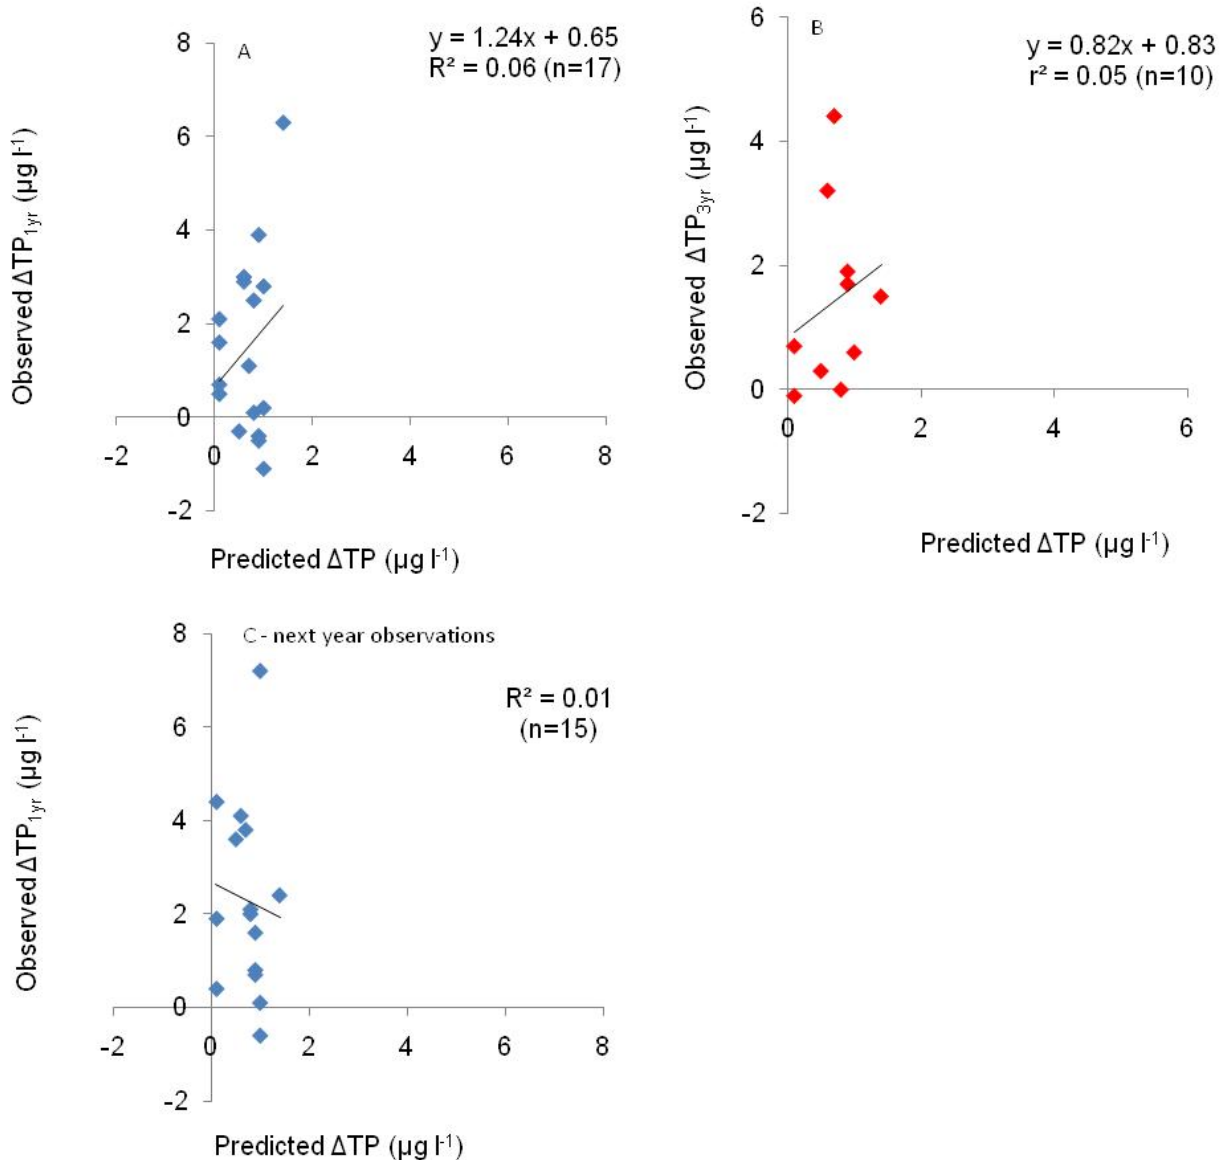 A
y = 1.24x + 0.65
R² = 0.06 (n=17)
8
6
4
2
0
-2
-2 0 2 4 6 8
Observed ΔTP1yr (µg l-1)
Predicted ΔTP (µg l-1)
B
y = 0.82x + 0.83
r² = 0.05 (n=10)
6
4
2
0
-2
0 2 4 6
Observed ΔTP3yr (µg l-1)
Predicted ΔTP (µg l-1)
C - next year observations
R² = 0.01
(n=15)
8
6
4
2
0
-2
-2 0 2 4 6 8
Observed ΔTP1yr (µg l-1)
Predicted ΔTP (µg l-1)